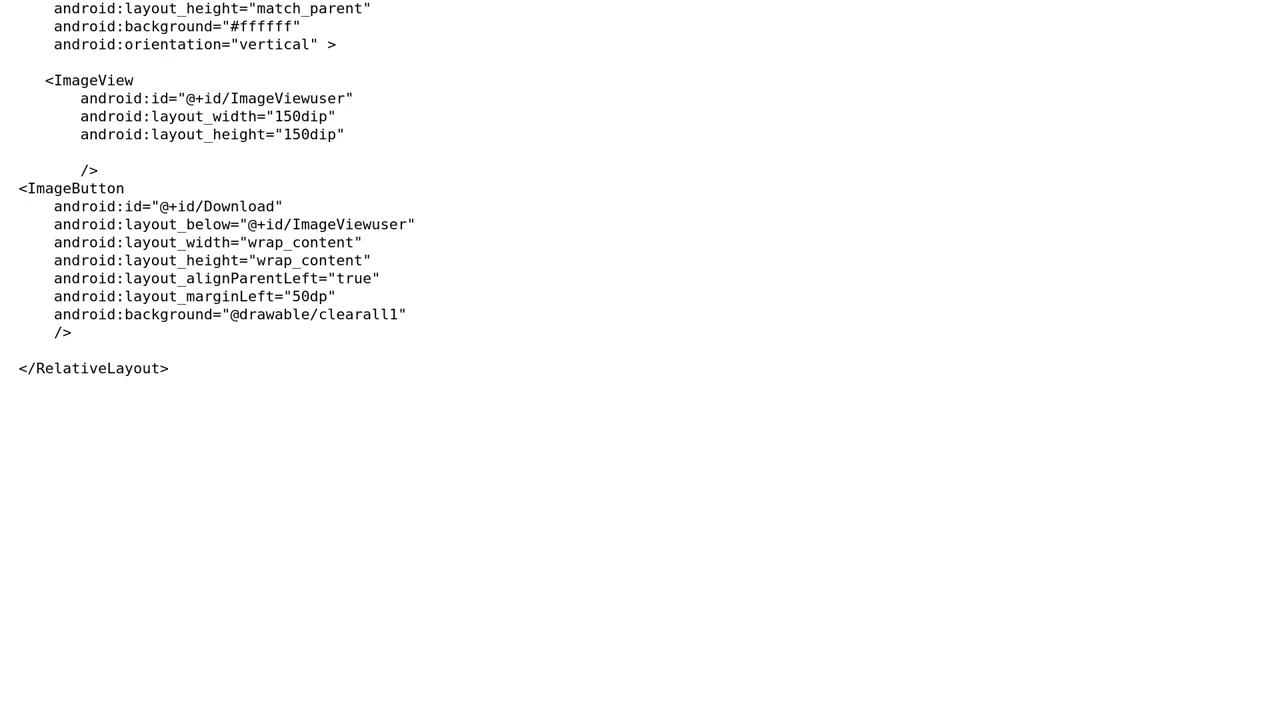 android:layout_height="match_parent"
android:background="#ffffff"
android:orientation="vertical" >
<ImageView
android:id="@+id/ImageViewuser"
android:layout_width="150dip"
android:layout_height="150dip"
/>
<ImageButton
android:id="@+id/Download"
android:layout_below="@+id/ImageViewuser"
android:layout_width="wrap_content"
android:layout_height="wrap_content"
android:layout_alignParentLeft="true"
android:layout_marginLeft="50dp"
android:background="@drawable/clearall1"
/>
</RelativeLayout>